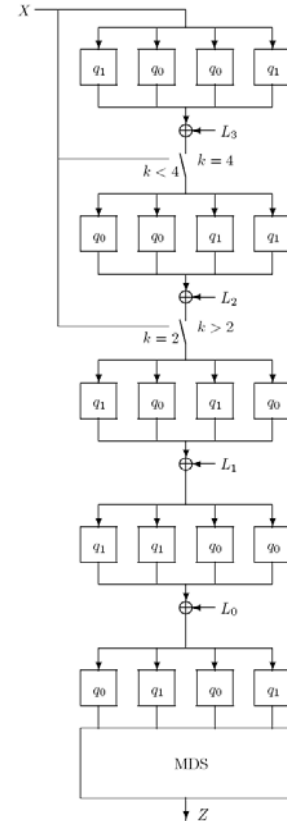 X
q₁ q₀ q₀ q₁
L₃
k < 4 k = 4
q₀ q₀ q₁ q₁
L₂
k = 2 k > 2
q₁ q₀ q₁ q₀
L₁
q₁ q₁ q₀ q₀
L₀
q₀ q₁ q₀ q₁
MDS
Z